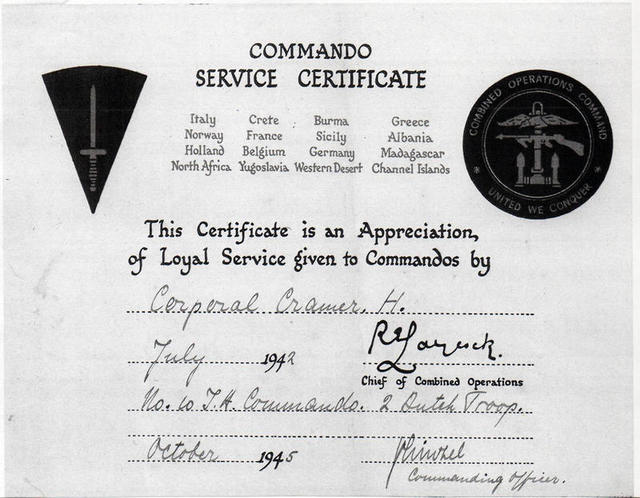 COMMANDO
SERVICE CERTIFICATE
Italy Crete Burma Greece
Norway France Sicily Albania
Holland Belgium Germany Madagascar
North Africa Yugoslavia Western Desert Channel Islands
COMBINED OPERATIONS COMMAND
* UNITED WE CONQUER *
This Certificate is an Appreciation,
of Loyal Service given to Commandos by
Corporal Cramer. H.
July 1942
Chief of Combined Operations
No. 10. I.A. Commando. 2 Dutch Troop.
October 1945
Commanding Officer.